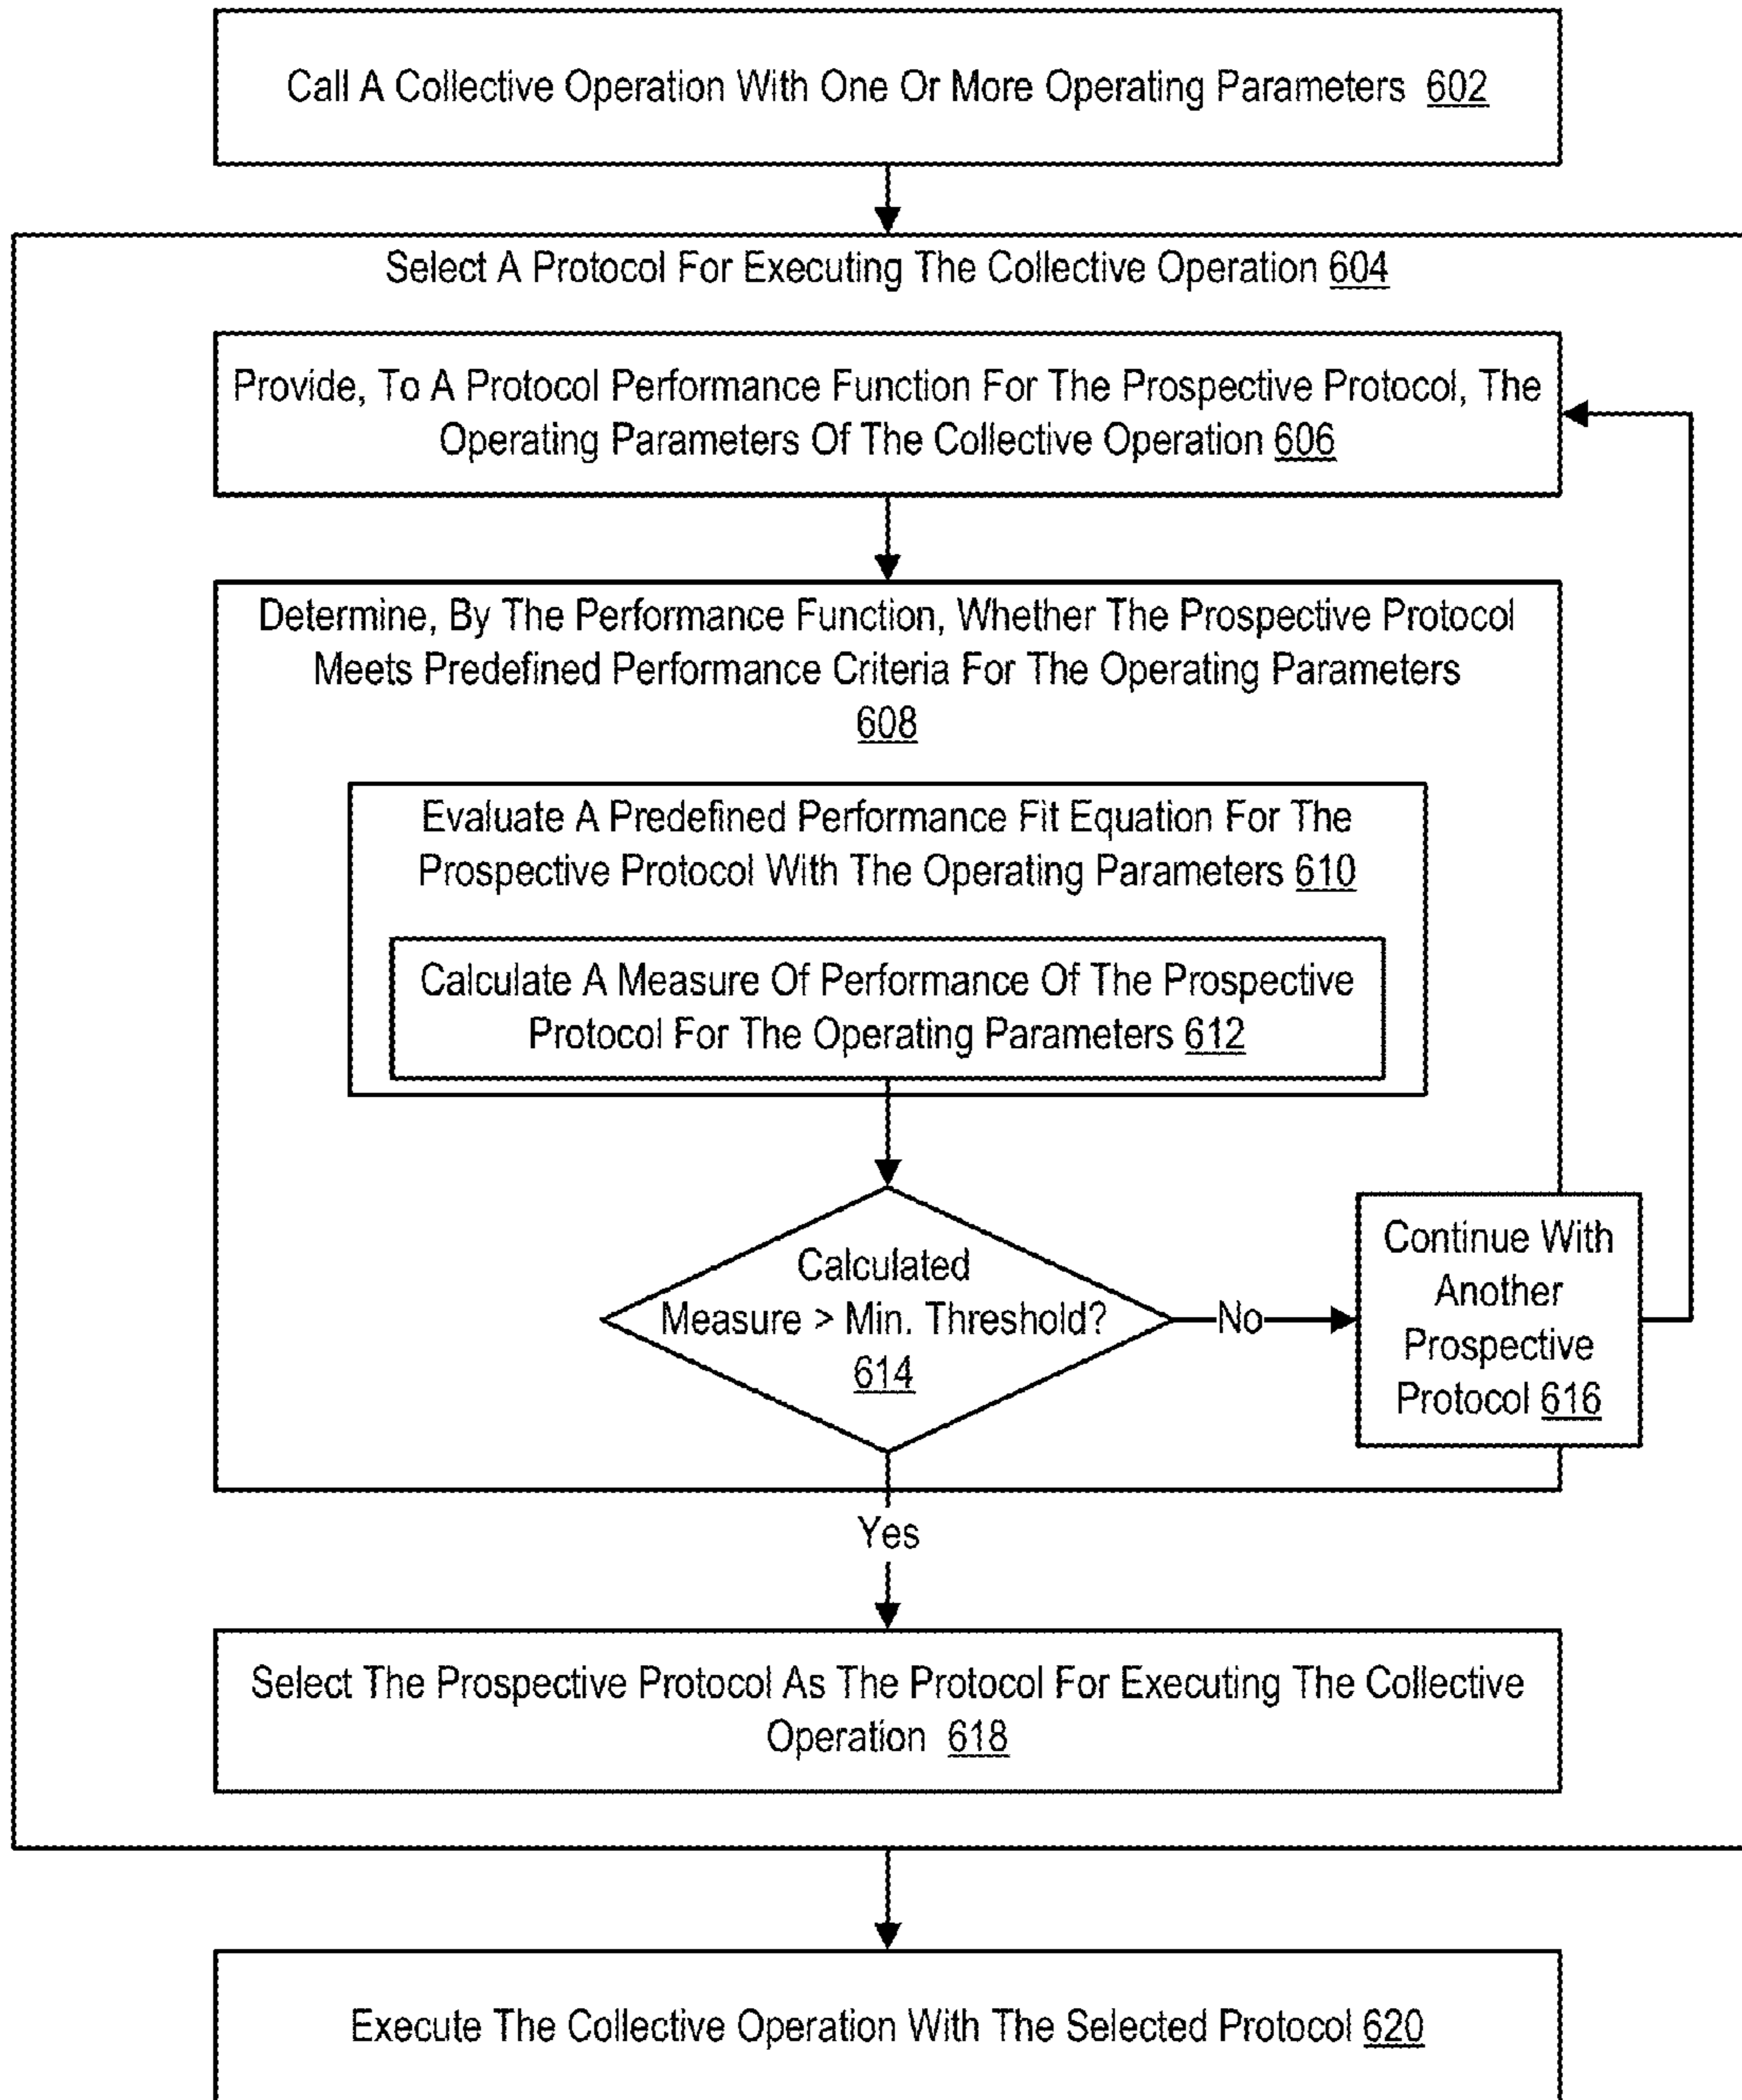 Call A Collective Operation With One Or More Operating Parameters 602
Select A Protocol For Executing The Collective Operation 604
Provide, To A Protocol Performance Function For The Prospective Protocol, The
Operating Parameters Of The Collective Operation 606
Determine, By The Performance Function, Whether The Prospective Protocol
Meets Predefined Performance Criteria For The Operating Parameters
608
Evaluate A Predefined Performance Fit Equation For The
Prospective Protocol With The Operating Parameters 610
Calculate A Measure Of Performance Of The Prospective
Protocol For The Operating Parameters 612
Calculated
Measure > Min. Threshold?
614
No
Continue With
Another
Prospective
Protocol 616
Yes
Select The Prospective Protocol As The Protocol For Executing The Collective
Operation 618
Execute The Collective Operation With The Selected Protocol 620